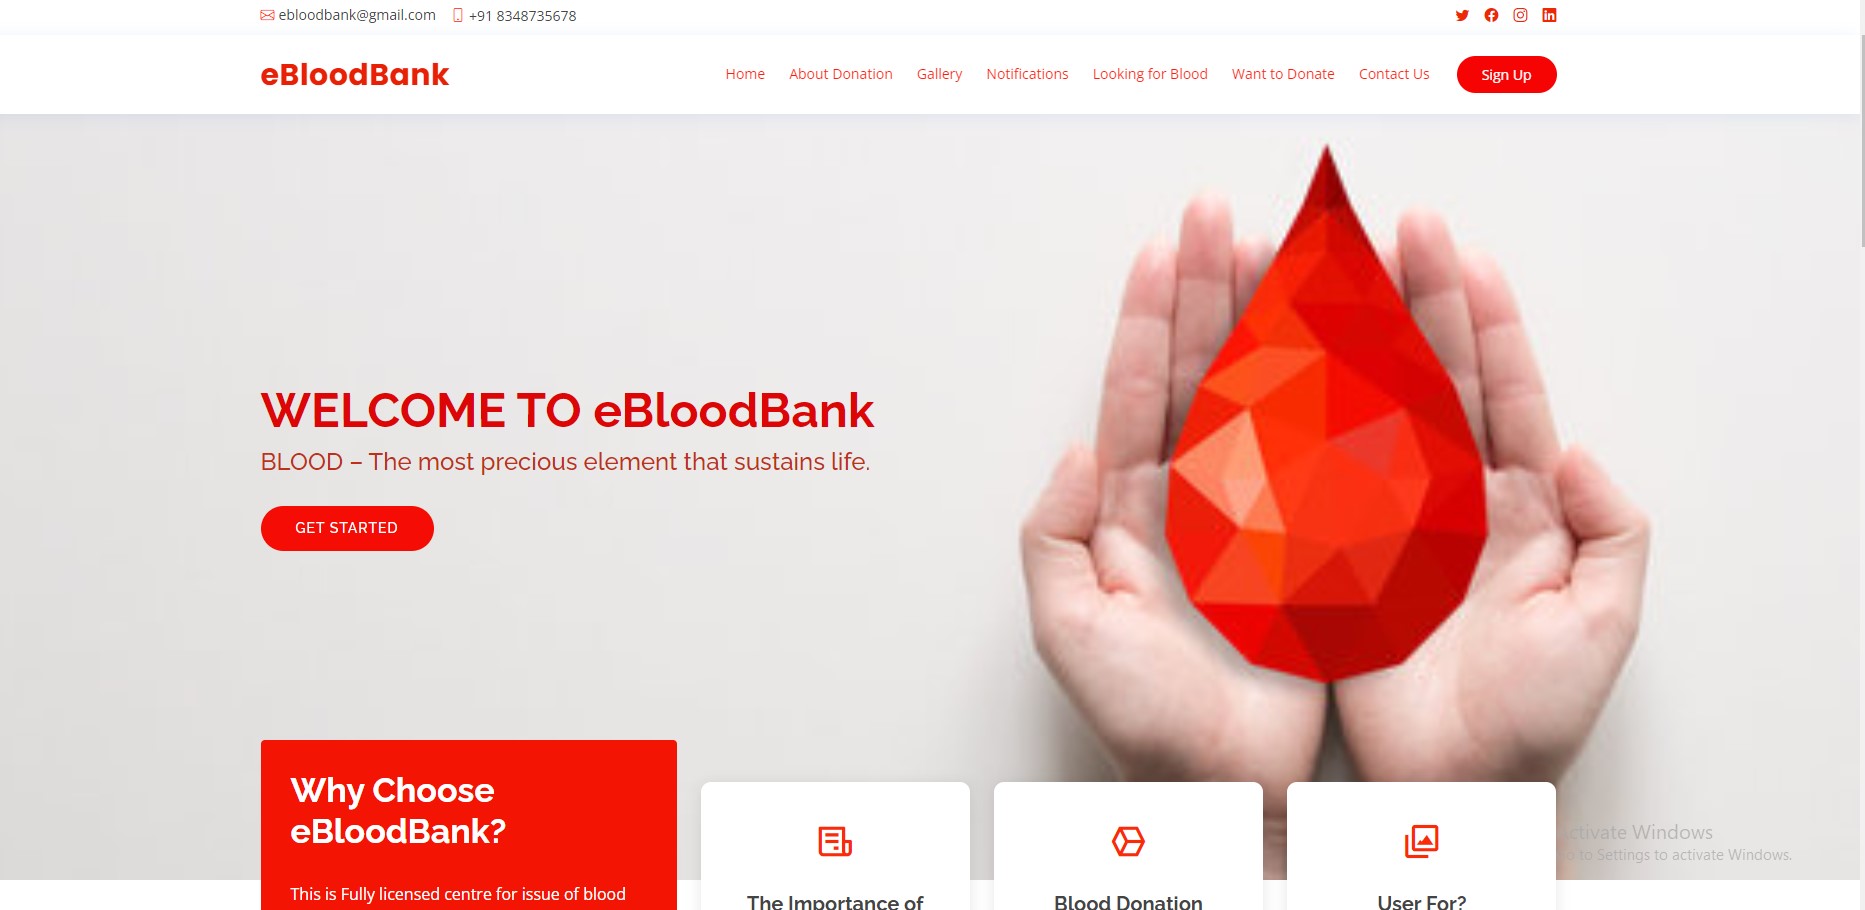 ebloodbank@gmail.com +91 8348735678
eBloodBank
Home About Donation Gallery Notifications Looking for Blood Want to Donate Contact Us Sign Up
WELCOME TO eBloodBank
BLOOD – The most precious element that sustains life.
GET STARTED
Why Choose
eBloodBank?
This is Fully licensed centre for issue of blood
The Importance of
Blood Donation
User For?
Activate Windows
Go to Settings to activate Windows.